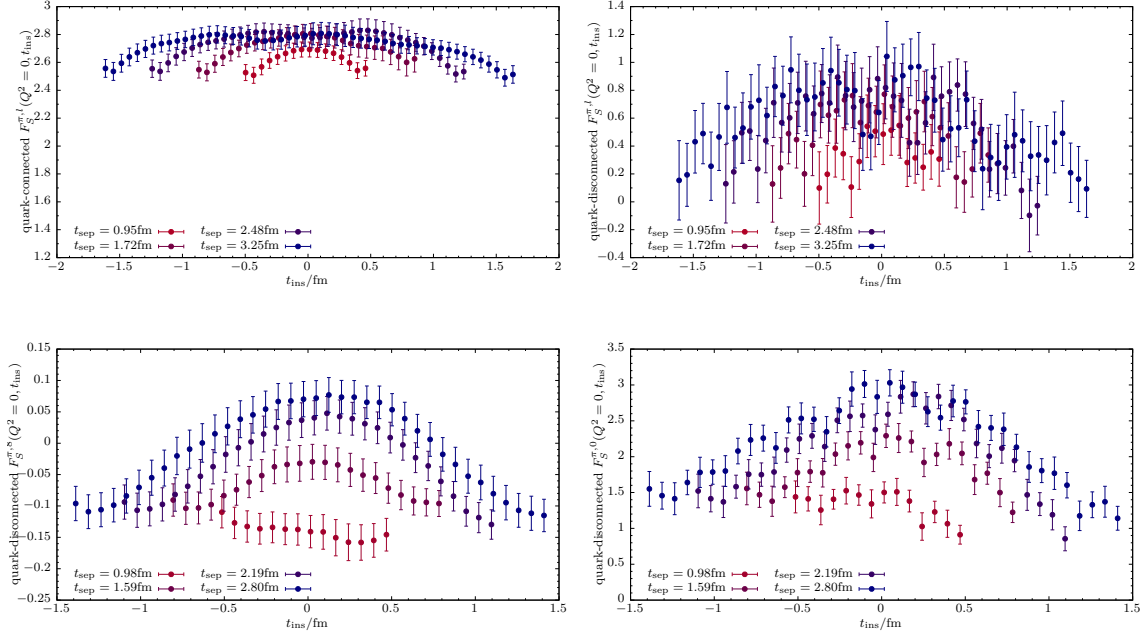 quark-connected F_S^{π,l}(Q² = 0, t_ins)
3
2.8
2.6
2.4
2.2
2
1.8
1.6
1.4
1.2
−2 −1.5 −1 −0.5 0 0.5 1 1.5 2
t_ins/fm
t_sep = 0.95fm t_sep = 2.48fm
t_sep = 1.72fm t_sep = 3.25fm
quark-disconnected F_S^{π,l}(Q² = 0, t_ins)
1.4
1.2
1
0.8
0.6
0.4
0.2
0
−0.2
−0.4
−2 −1.5 −1 −0.5 0 0.5 1 1.5 2
t_ins/fm
t_sep = 0.95fm t_sep = 2.48fm
t_sep = 1.72fm t_sep = 3.25fm
quark-disconnected F_S^{π,8}(Q² = 0, t_ins)
0.15
0.1
0.05
0
−0.05
−0.1
−0.15
−0.2
−0.25
−1.5 −1 −0.5 0 0.5 1 1.5
t_ins/fm
t_sep = 0.98fm t_sep = 2.19fm
t_sep = 1.59fm t_sep = 2.80fm
quark-disconnected F_S^{π,0}(Q² = 0, t_ins)
3.5
3
2.5
2
1.5
1
0.5
0
−1.5 −1 −0.5 0 0.5 1 1.5
t_ins/fm
t_sep = 0.98fm t_sep = 2.19fm
t_sep = 1.59fm t_sep = 2.80fm